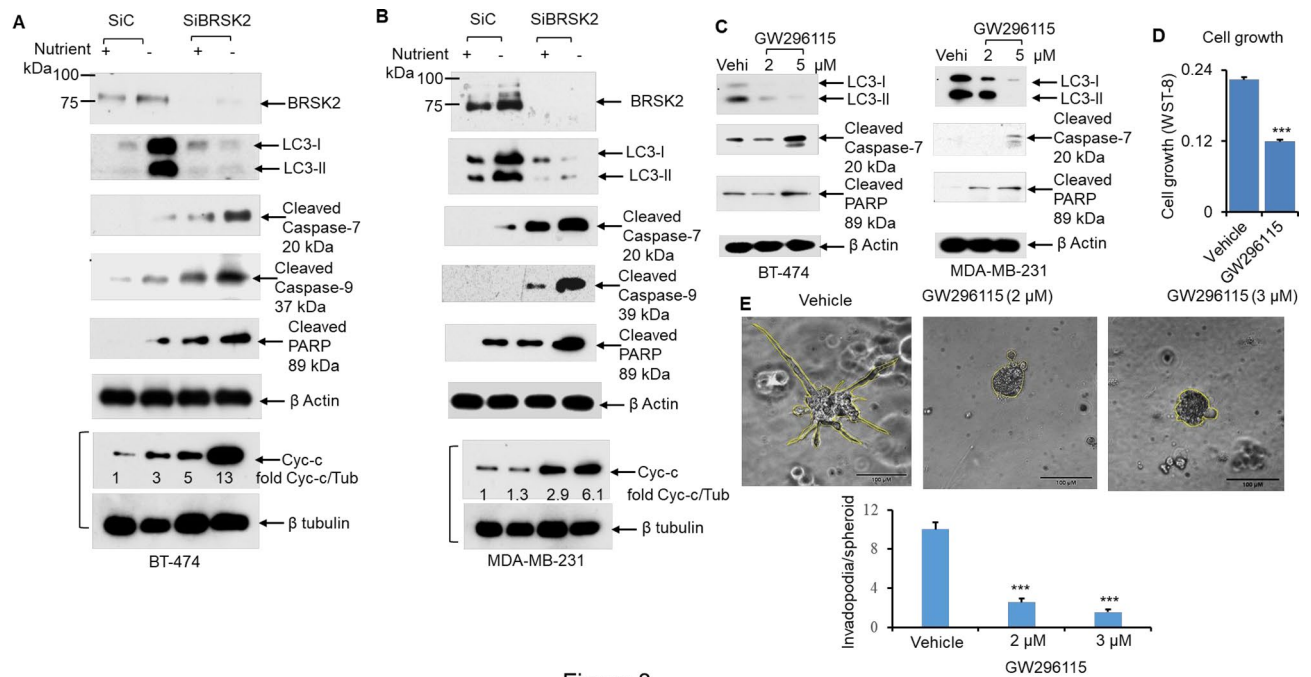 A
SiC SiBRSK2
Nutrient + - + -
kDa
100
75
BRSK2
LC3-I
LC3-II
Cleaved
Caspase-7
20 kDa
Cleaved
Caspase-9
37 kDa
Cleaved
PARP
89 kDa
β Actin
Cyc-c
1 3 5 13 fold Cyc-c/Tub
β tubulin
BT-474
B
SiC SiBRSK2
Nutrient + - + -
kDa
100
75
BRSK2
LC3-I
LC3-II
Cleaved
Caspase-7
20 kDa
Cleaved
Caspase-9
39 kDa
Cleaved
PARP
89 kDa
β Actin
Cyc-c
1 1.3 2.9 6.1 fold Cyc-c/Tub
β tubulin
MDA-MB-231
C
GW296115
Vehi 2 5 μM
LC3-I
LC3-II
Cleaved
Caspase-7
20 kDa
Cleaved
PARP
89 kDa
β Actin
BT-474
GW296115
Vehi 2 5 μM
LC3-I
LC3-II
Cleaved
Caspase-7
20 kDa
Cleaved
PARP
89 kDa
β Actin
MDA-MB-231
D
Cell growth
Cell growth (WST-8)
0.24
0.12
0
***
Vehicle
GW296115
E
Vehicle
GW296115 (2 μM)
GW296115 (3 μM)
100 μm
100 μm
100 μm
Invadopodia/spheroid
12
8
4
0
*** ***
Vehicle 2 μM 3 μM
GW296115